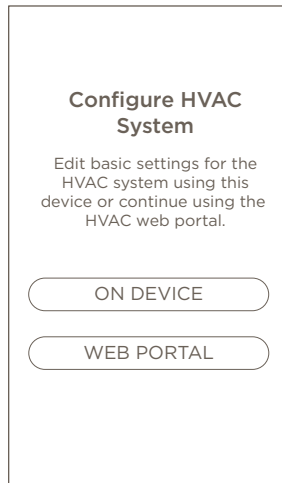 Configure HVAC
System
Edit basic settings for the
HVAC system using this
device or continue using the
HVAC web portal.
ON DEVICE
WEB PORTAL